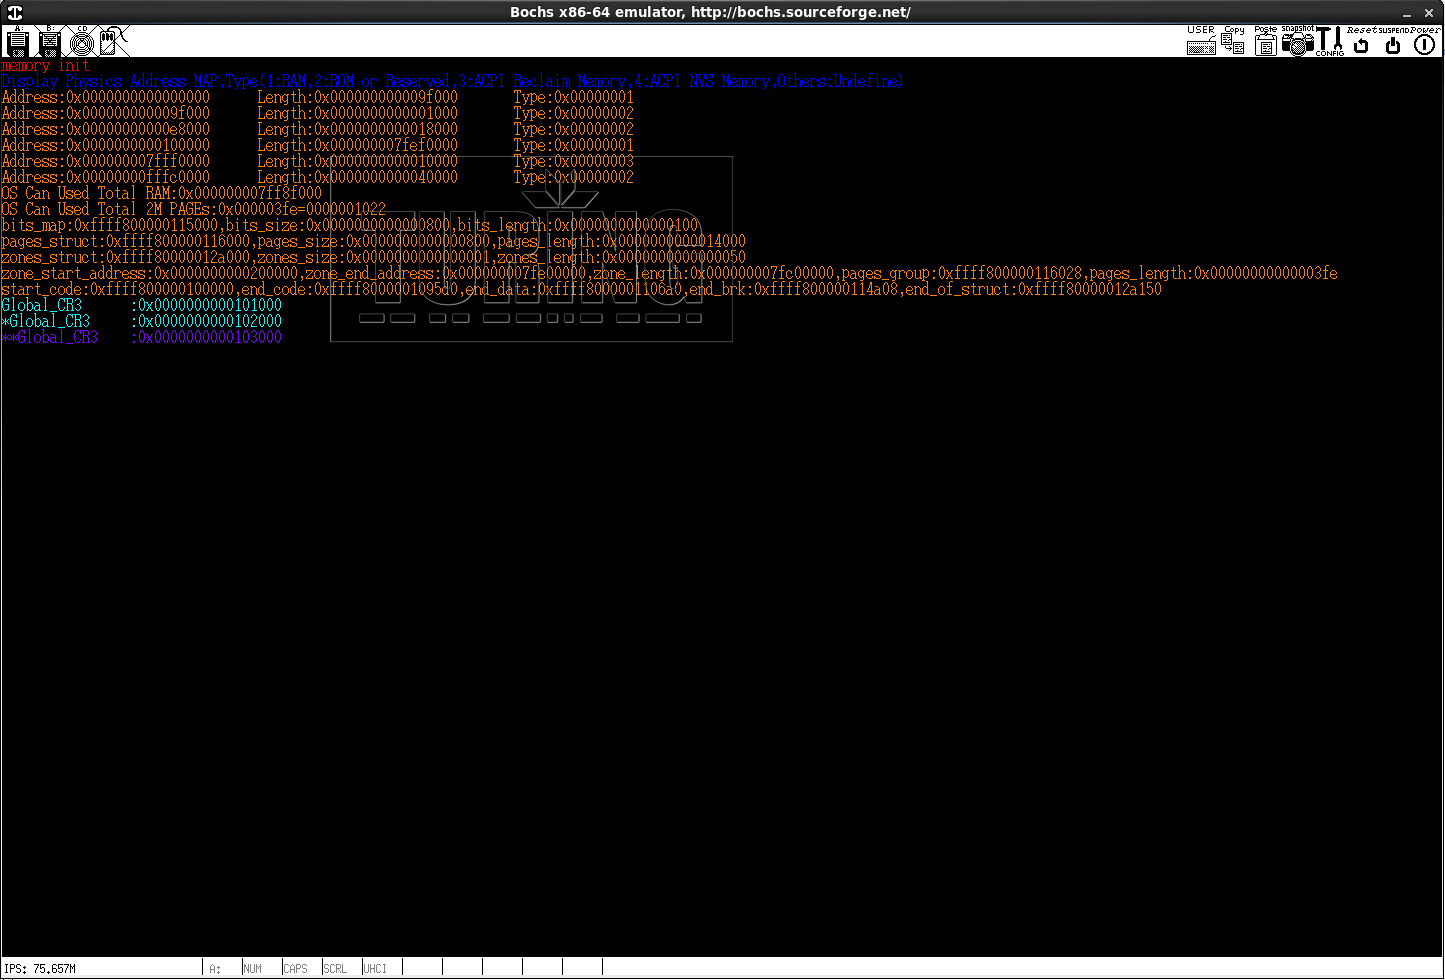 Bochs x86-64 emulator, http://bochs.sourceforge.net/
A: B: CD USER Copy Paste snapshot CONFIG Reset SUSPEND Power
memory init
Display Physics Address MAP,Type(1:RAM,2:ROM or Reserved,3:ACPI Reclaim Memory,4:ACPI NVS Memory,Others:Undefine)
Address:0x0000000000000000 Length:0x000000000009f000 Type:0x00000001
Address:0x000000000009f000 Length:0x0000000000001000 Type:0x00000002
Address:0x00000000000e8000 Length:0x0000000000018000 Type:0x00000002
Address:0x0000000000100000 Length:0x000000007fef0000 Type:0x00000001
Address:0x000000007fff0000 Length:0x0000000000010000 Type:0x00000003
Address:0x00000000fffc0000 Length:0x0000000000040000 Type:0x00000002
OS Can Used Total RAM:0x000000007ff8f000
OS Can Used Total 2M PAGEs:0x000003fe=0000001022
bits_map:0xffff800000115000,bits_size:0x0000000000000800,bits_length:0x0000000000000100
pages_struct:0xffff800000116000,pages_size:0x0000000000000800,pages_length:0x0000000000014000
zones_struct:0xffff80000012a000,zones_size:0x0000000000000001,zones_length:0x0000000000000050
zone_start_address:0x0000000000200000,zone_end_address:0x000000007fe00000,zone_length:0x000000007fc00000,pages_group:0xffff800000116028,pages_length:0x00000000000003fe
start_code:0xffff800000100000,end_code:0xffff8000001095d0,end_data:0xffff8000001106a0,end_brk:0xffff800000114a08,end_of_struct:0xffff80000012a150
Global_CR3 :0x0000000000101000
*Global_CR3 :0x0000000000102000
**Global_CR3 :0x0000000000103000
TURING
IPS: 75.657M A: NUM CAPS SCRL UHCI